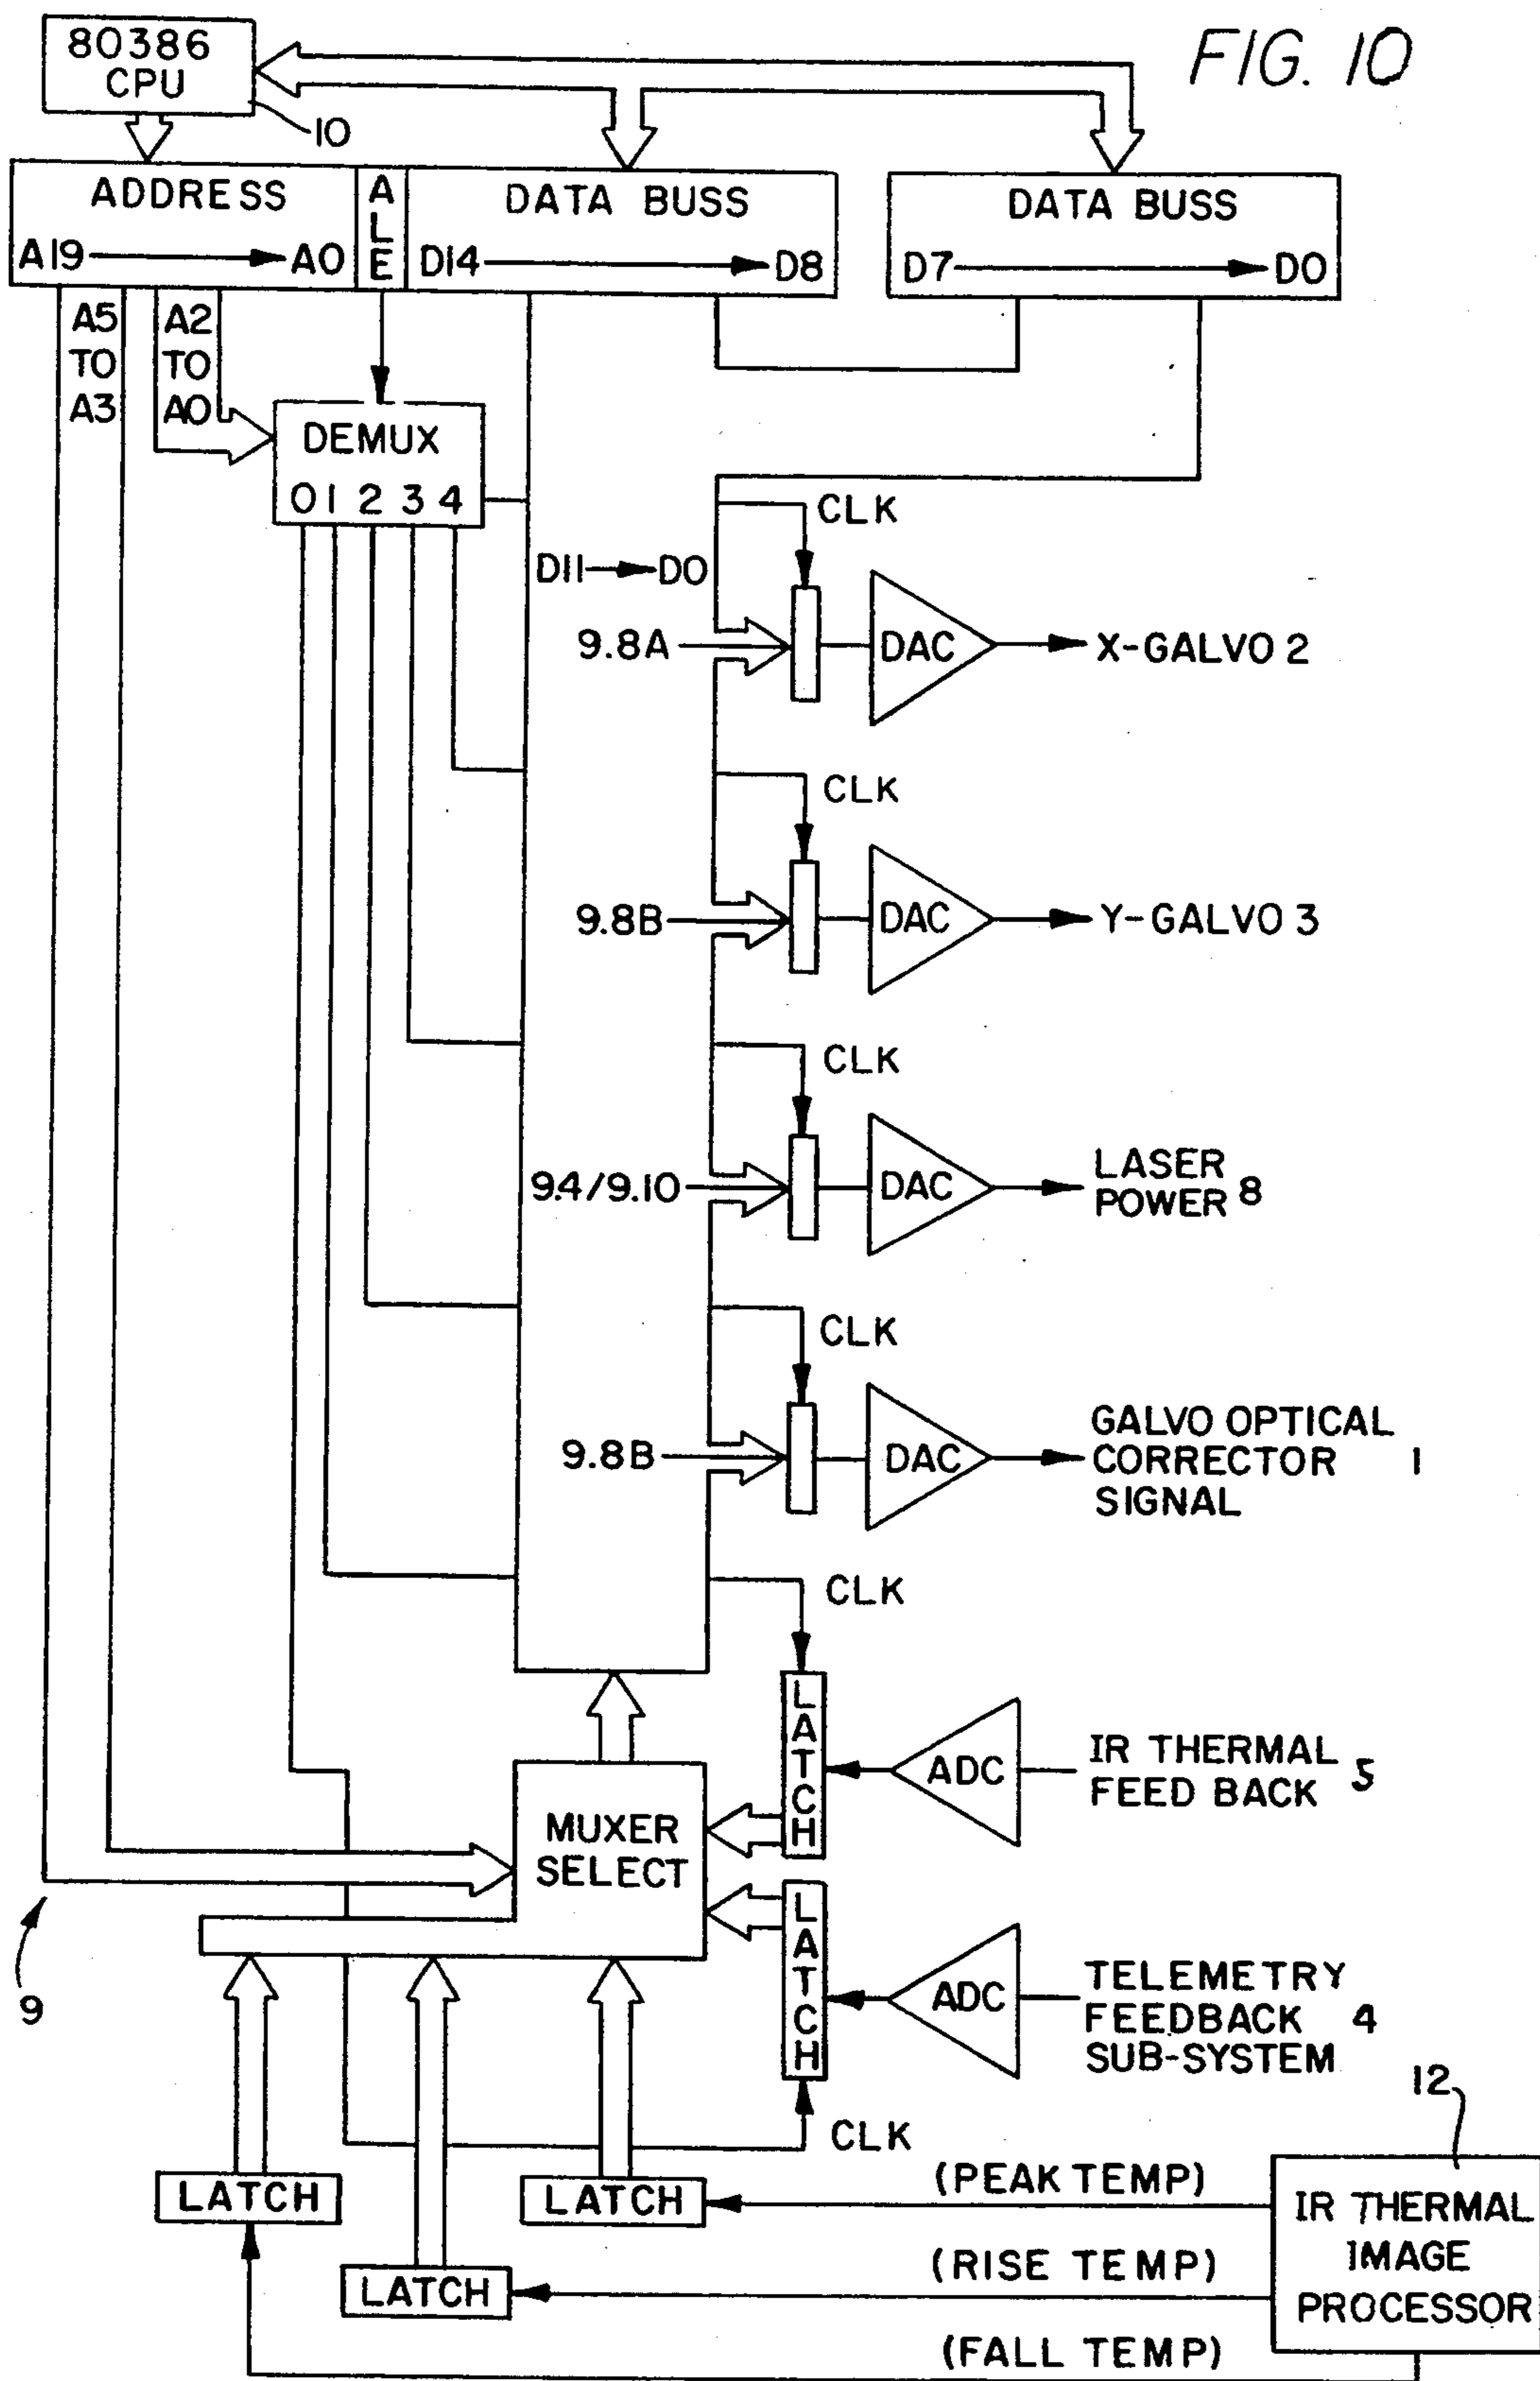 FIG. 10
80386
CPU
10
ADDRESS
A19 A0
ALE
DATA BUSS
D14 D8
DATA BUSS
D7 D0
A5
TO
A3
A2
TO
A0
DEMUX
0 1 2 3 4
CLK
D11 D0
9.8A
DAC
X-GALVO 2
CLK
9.8B
DAC
Y-GALVO 3
CLK
9.4/9.10
DAC
LASER
POWER 8
CLK
9.8B
DAC
GALVO OPTICAL
CORRECTOR 1
SIGNAL
CLK
LATCH
ADC
IR THERMAL
FEED BACK 5
MUXER
SELECT
LATCH
ADC
TELEMETRY
FEEDBACK 4
SUB-SYSTEM
9
CLK
12
LATCH
LATCH
(PEAK TEMP)
IR THERMAL
IMAGE
PROCESSOR
LATCH
(RISE TEMP)
(FALL TEMP)